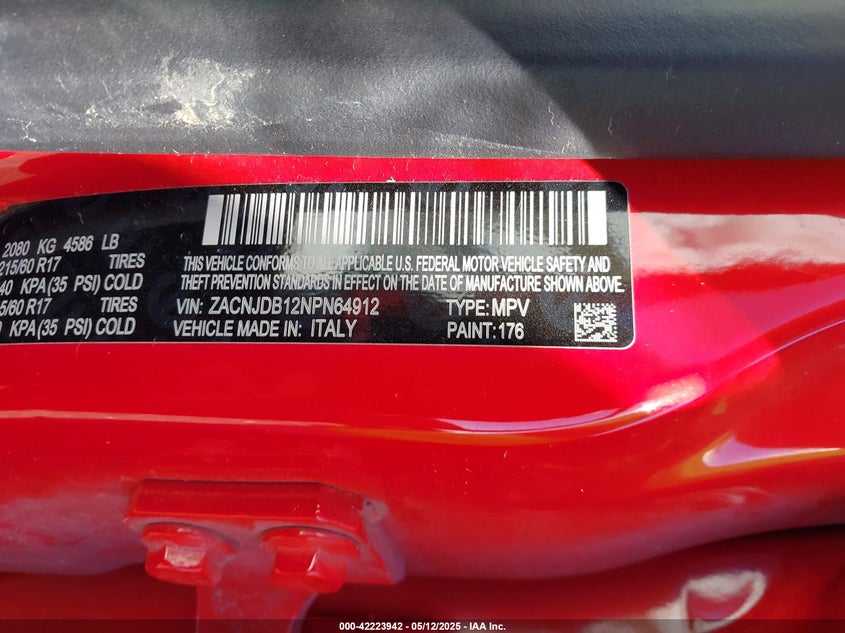 2080 KG 4586 LB
215/60 R17 TIRES
40 KPA(35 PSI) COLD
5/60 R17 TIRES
KPA(35 PSI) COLD
THIS VEHICLE CONFORMS TO ALL APPLICABLE U.S. FEDERAL MOTOR VEHICLE SAFETY AND
THEFT PREVENTION STANDARDS IN EFFECT ON THE DATE OF MANUFACTURE SHOWN ABOVE.
VIN: ZACNJDB12NPN64912 TYPE: MPV
VEHICLE MADE IN: ITALY PAINT: 176
000-42223942 - 05/12/2025 - IAA Inc.